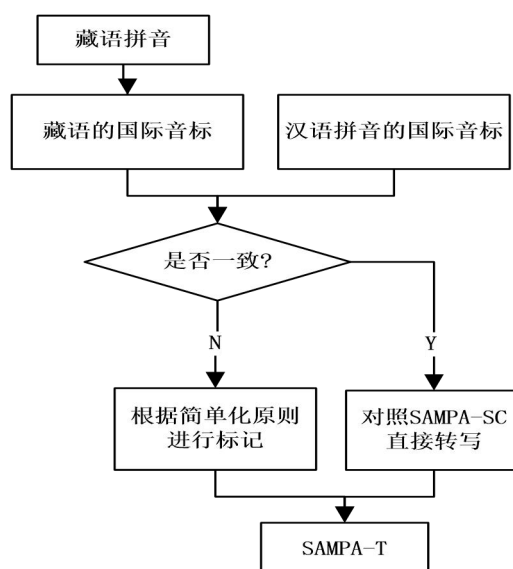 藏语拼音
藏语的国际音标
汉语拼音的国际音标
是否一致?
N
Y
根据简单化原则
进行标记
对照SAMPA-SC
直接转写
SAMPA-T